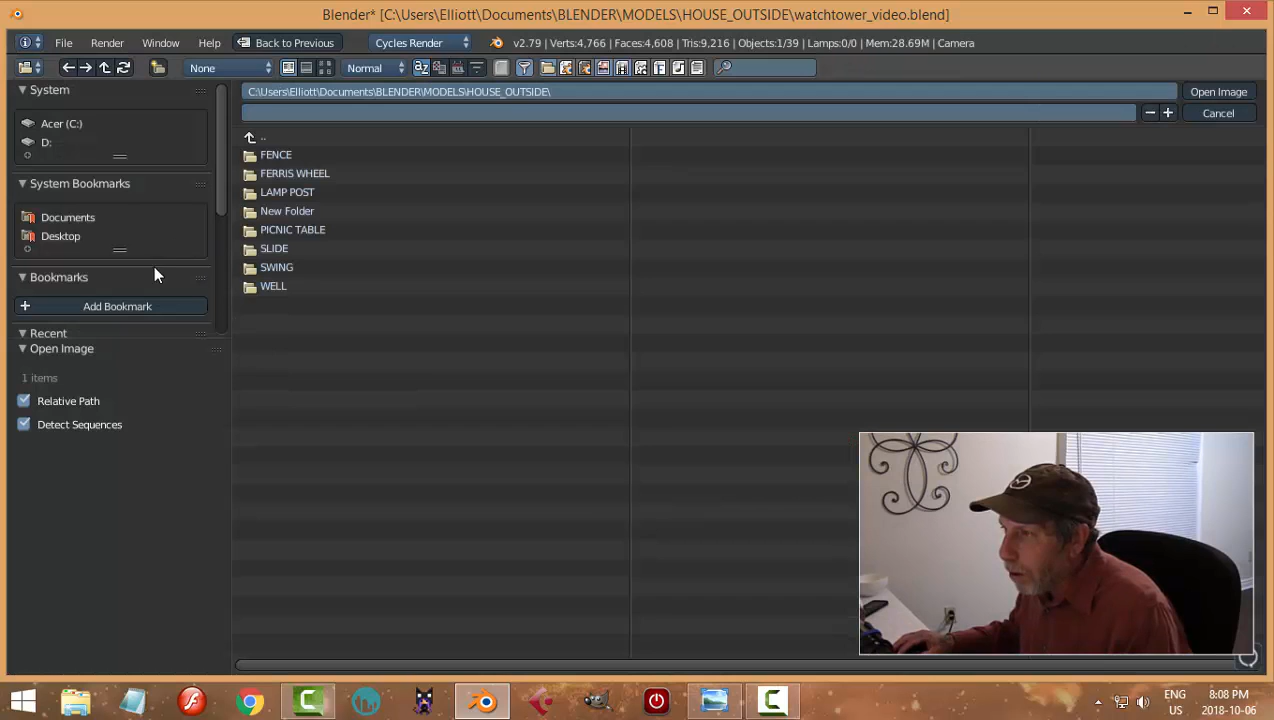 Blender* [C:\Users\Elliott\Documents\BLENDER\MODELS\HOUSE_OUTSIDE\watchtower_video.blend]
File Render Window Help Back to Previous Cycles Render v2.79 | Verts:4,766 | Faces:4,608 | Tris:9,216 | Objects:1/39 | Lamps:0/0 | Mem:28.69M | Camera
None Normal
System
C:\Users\Elliott\Documents\BLENDER\MODELS\HOUSE_OUTSIDE\ Open Image
Cancel
Acer (C:)
D:
..
FENCE
FERRIS WHEEL
LAMP POST
New Folder
PICNIC TABLE
SLIDE
SWING
WELL
System Bookmarks
Documents
Desktop
Bookmarks
Add Bookmark
Recent
Open Image
1 items
Relative Path
Detect Sequences
ENG
US
8:08 PM
2018-10-06